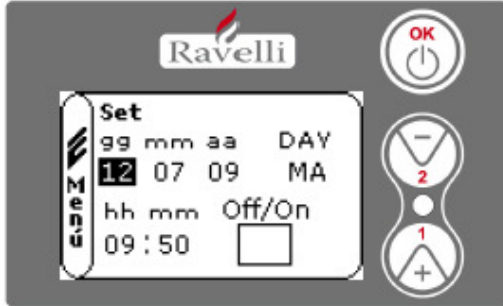 Ravelli
OK
Set
gg mm aa DAY
12 07 09 MA
hh mm Off/On
09:50
Menù
2
1